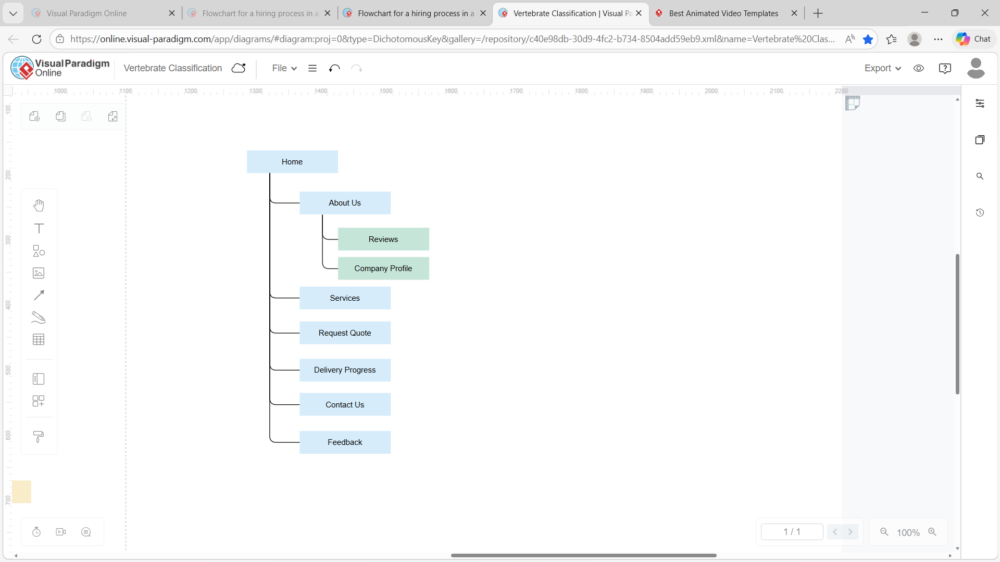 Visual Paradigm Online
Flowchart for a hiring process in a
Flowchart for a hiring process in a
Vertebrate Classification | Visual Pa
Best Animated Video Templates
https://online.visual-paradigm.com/app/diagrams/#diagram:proj=0&type=DichotomousKey&gallery=/repository/c40e98db-30d9-4fc2-b734-8504add59eb9.xml&name=Vertebrate%20Clas...
Chat
Visual Paradigm
Online
Vertebrate Classification
File
Export
1000 1100 1200 1300 1400 1500 1600 1700 1800 1900 2000 2100 2200
100
200
300
400
500
600
700
Home
About Us
Reviews
Company Profile
Services
Request Quote
Delivery Progress
Contact Us
Feedback
1 / 1
100%